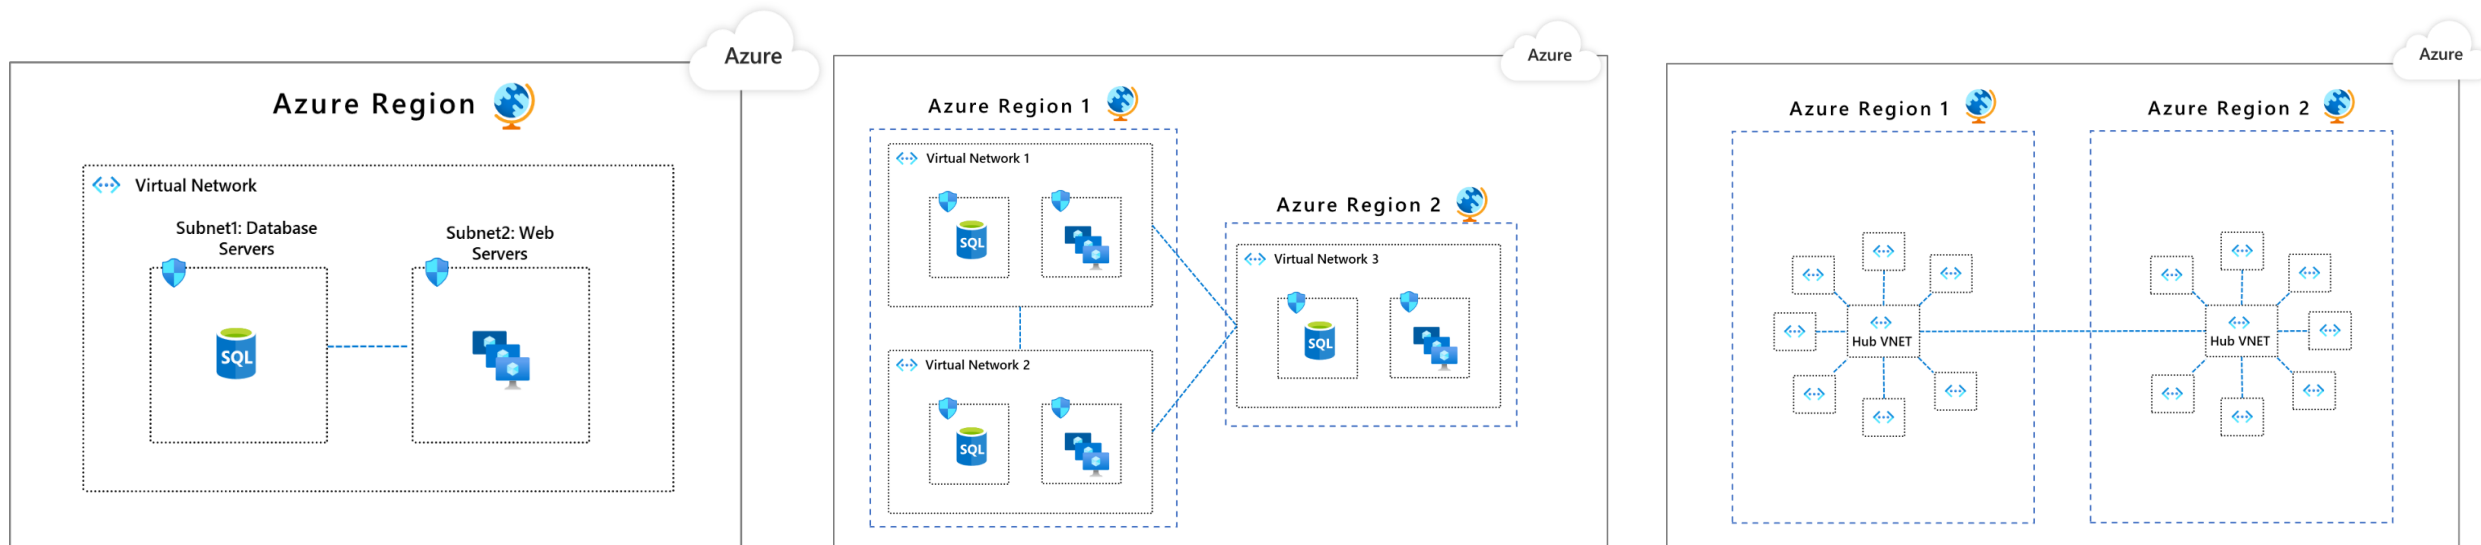 Azure
Azure Region
Virtual Network
Subnet1: Database
Servers
Subnet2: Web
Servers
SQL
Azure
Azure Region 1
Virtual Network 1
SQL
Virtual Network 2
SQL
Azure Region 2
Virtual Network 3
SQL
Azure
Azure Region 1
Hub VNET
Azure Region 2
Hub VNET